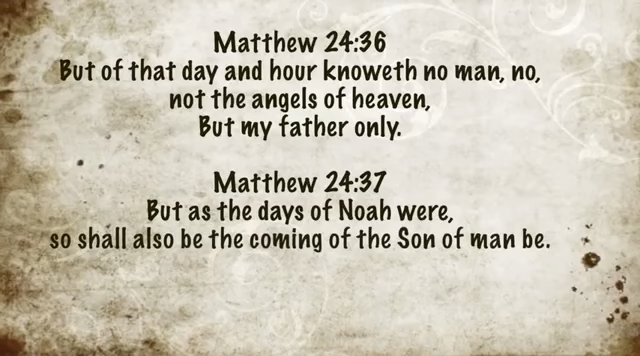 Matthew 24:36
But of that day and hour knoweth no man, no,
not the angels of heaven,
But my father only.
Matthew 24:37
But as the days of Noah were,
so shall also be the coming of the Son of man be.